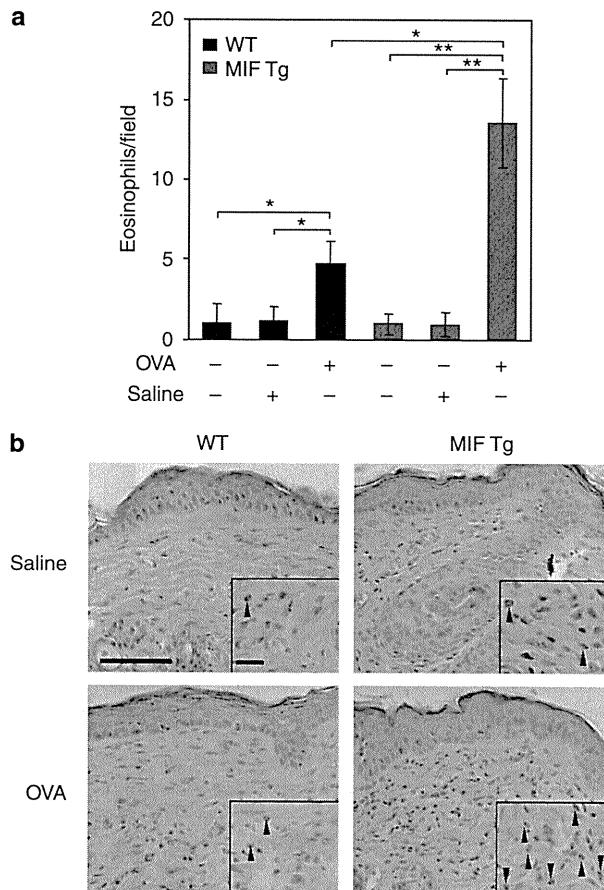 a
20
15
10
5
0
Eosinophils/field
WT
MIF Tg
*
**
**
*
*
OVA − − + − − +
Saline − + − − + −
b
WT MIF Tg
Saline
OVA